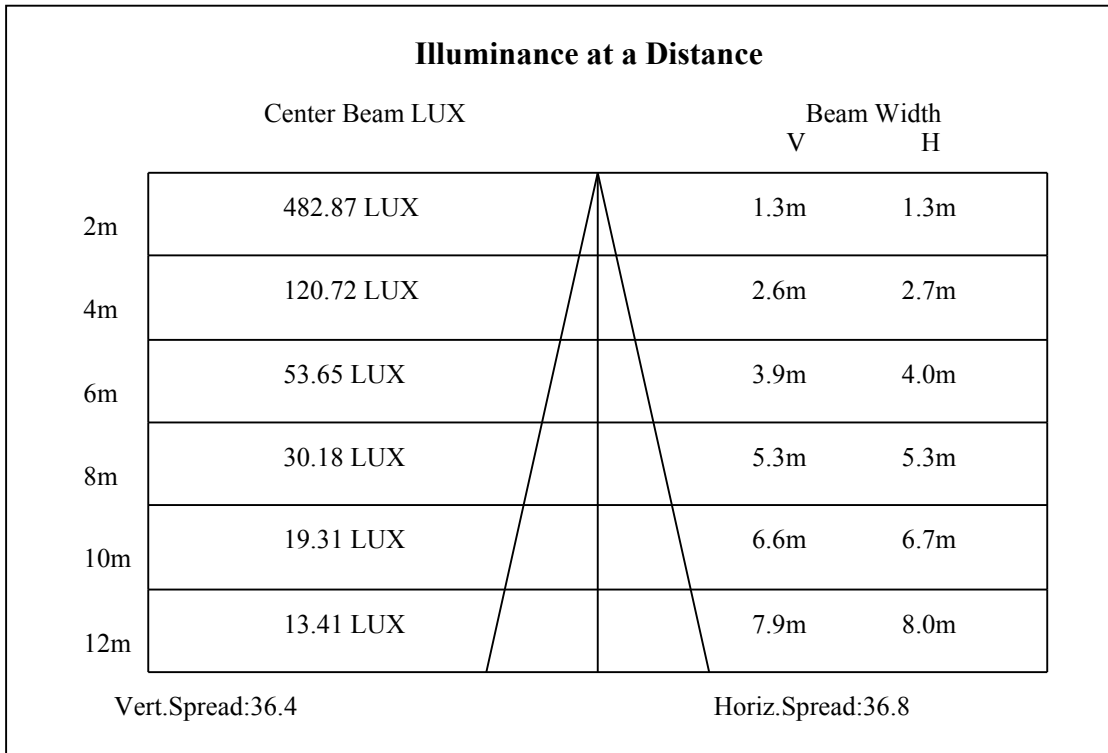 Illuminance at a Distance
Center Beam LUX Beam Width
V H
2m 482.87 LUX 1.3m 1.3m
4m 120.72 LUX 2.6m 2.7m
6m 53.65 LUX 3.9m 4.0m
8m 30.18 LUX 5.3m 5.3m
10m 19.31 LUX 6.6m 6.7m
12m 13.41 LUX 7.9m 8.0m
Vert.Spread:36.4 Horiz.Spread:36.8